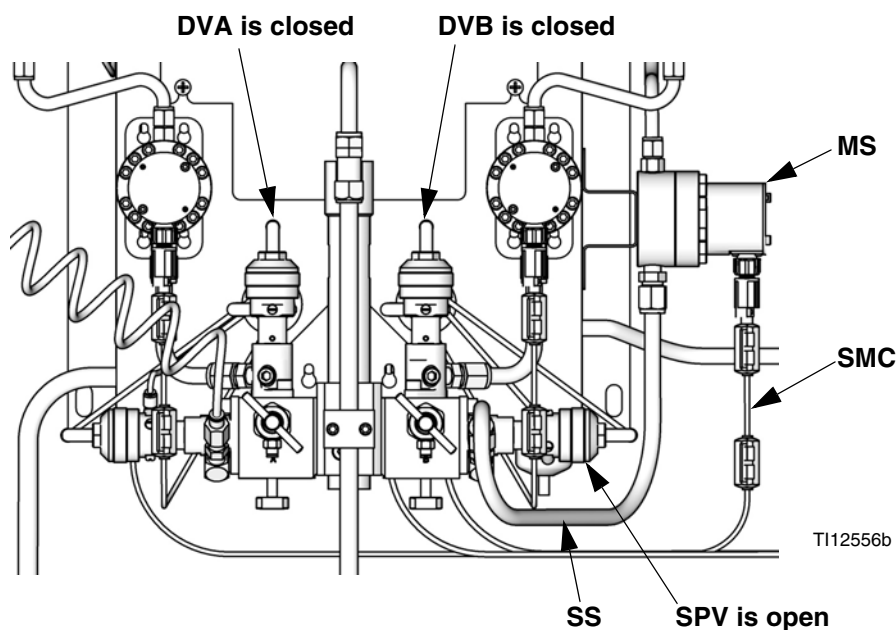 DVA is closed
DVB is closed
MS
SMC
TI12556b
SS
SPV is open